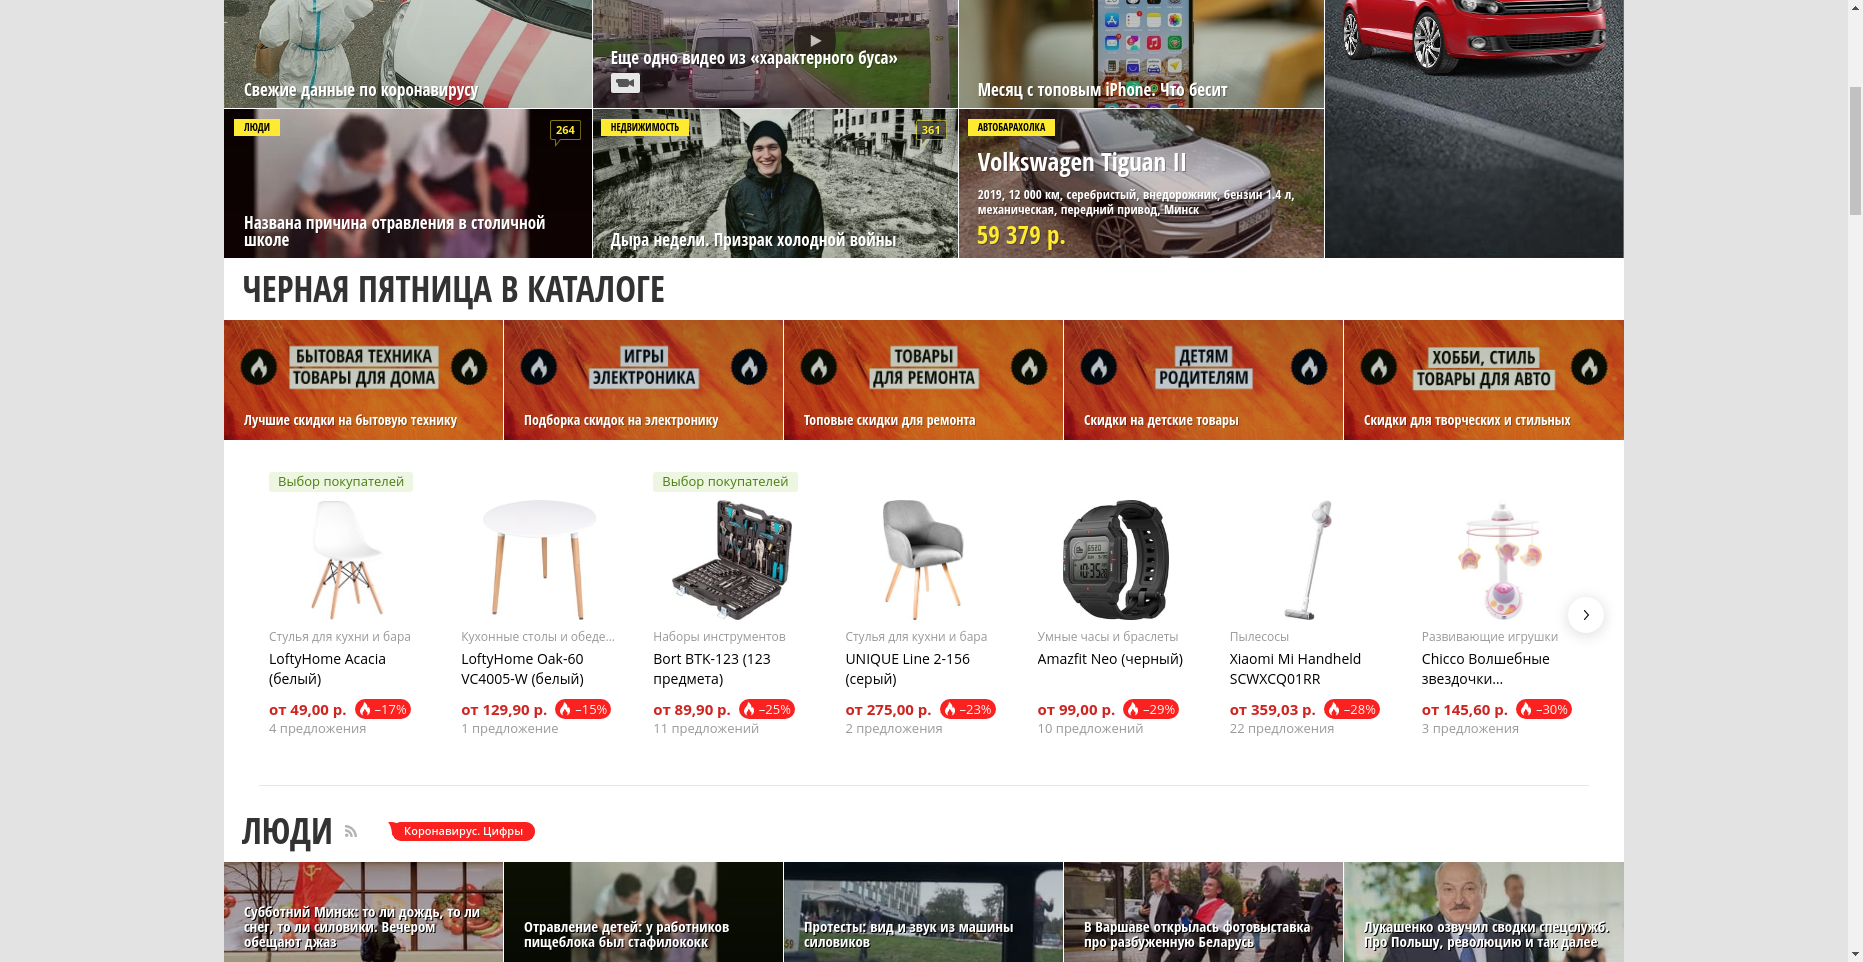 Свежие данные по коронавирусу
Еще одно видео из «характерного буса»
Месяц с топовым iPhone. Что бесит
ЛЮДИ
264
Названа причина отравления в столичной
школе
НЕДВИЖИМОСТЬ
361
Дыра недели. Призрак холодной войны
АВТОБАРАХОЛКА
Volkswagen Tiguan II
2019, 12 000 км, серебристый, внедорожник, бензин 1.4 л,
механическая, передний привод, Минск
59 379 р.
ЧЕРНАЯ ПЯТНИЦА В КАТАЛОГЕ
БЫТОВАЯ ТЕХНИКА
ТОВАРЫ ДЛЯ ДОМА
Лучшие скидки на бытовую технику
ИГРЫ
ЭЛЕКТРОНИКА
Подборка скидок на электронику
ТОВАРЫ
ДЛЯ РЕМОНТА
Топовые скидки для ремонта
ДЕТЯМ
РОДИТЕЛЯМ
Скидки на детские товары
ХОББИ, СТИЛЬ
ТОВАРЫ ДЛЯ АВТО
Скидки для творческих и стильных
Выбор покупателей
Стулья для кухни и бара
LoftyHome Acacia
(белый)
от 49,00 р. –17%
4 предложения
Кухонные столы и обеде...
LoftyHome Oak-60
VC4005-W (белый)
от 129,90 р. –15%
1 предложение
Выбор покупателей
Наборы инструментов
Bort BTK-123 (123
предмета)
от 89,90 р. –25%
11 предложений
Стулья для кухни и бара
UNIQUE Line 2-156
(серый)
от 275,00 р. –23%
2 предложения
Умные часы и браслеты
Amazfit Neo (черный)
от 99,00 р. –29%
10 предложений
Пылесосы
Xiaomi Mi Handheld
SCWXCQ01RR
от 359,03 р. –28%
22 предложения
Развивающие игрушки
Chicco Волшебные
звездочки...
от 145,60 р. –30%
3 предложения
ЛЮДИ
Коронавирус. Цифры
Субботний Минск: то ли дождь, то ли
снег, то ли силовики. Вечером
обещают джаз
Отравление детей: у работников
пищеблока был стафилококк
Протесты: вид и звук из машины
силовиков
В Варшаве открылась фотовыставка
про разбуженную Беларусь
Лукашенко озвучил сводки спецслужб.
Про Польшу, революцию и так далее